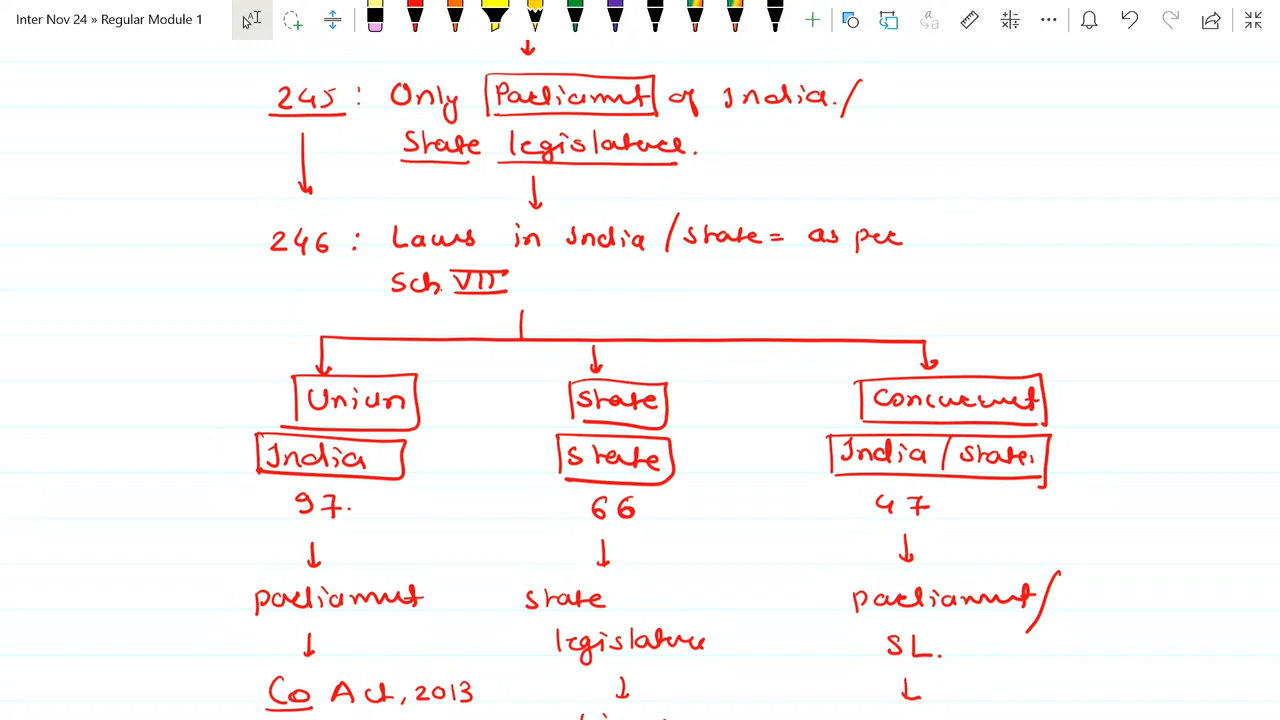 Inter Nov 24 » Regular Module 1
245 : Only Parliament of India. /
State legislature.
246 : Laws in India / State = as per
Sch. VII
Union State Concurrent
India State India / State.
97. 66 47
parliament state parliament /
legislature SL.
Co Act, 2013